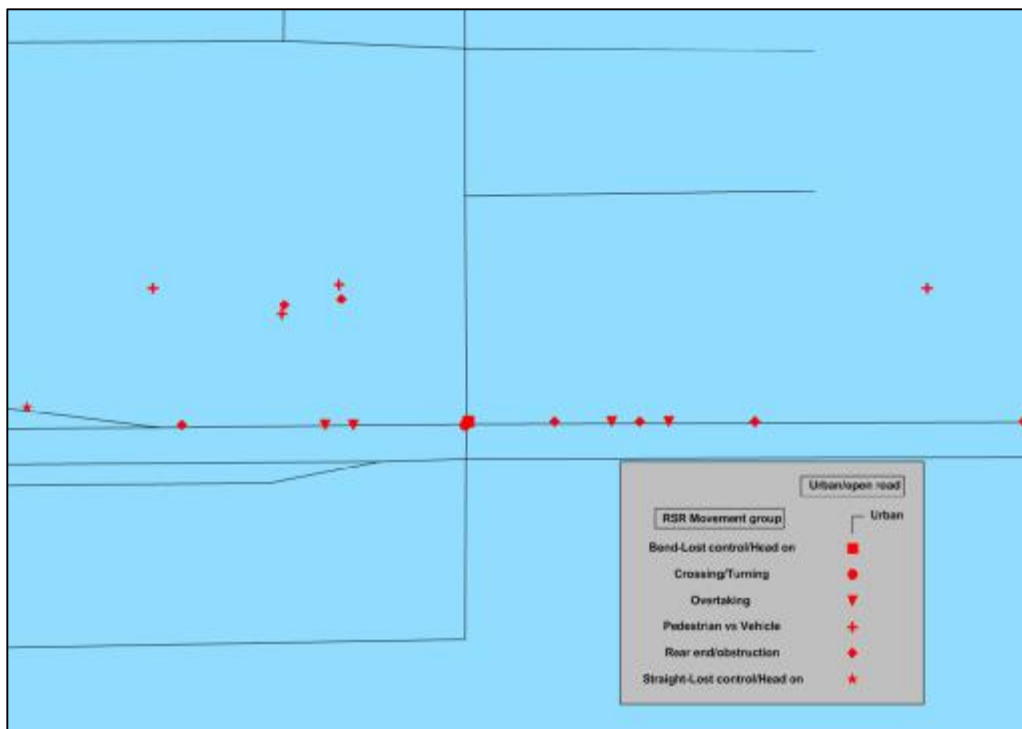 Urban/open road
RSR Movement group
Urban
Bend-Lost control/Head on
Crossing/Turning
Overtaking
Pedestrian vs Vehicle
Rear end/obstruction
Straight-Lost control/Head on